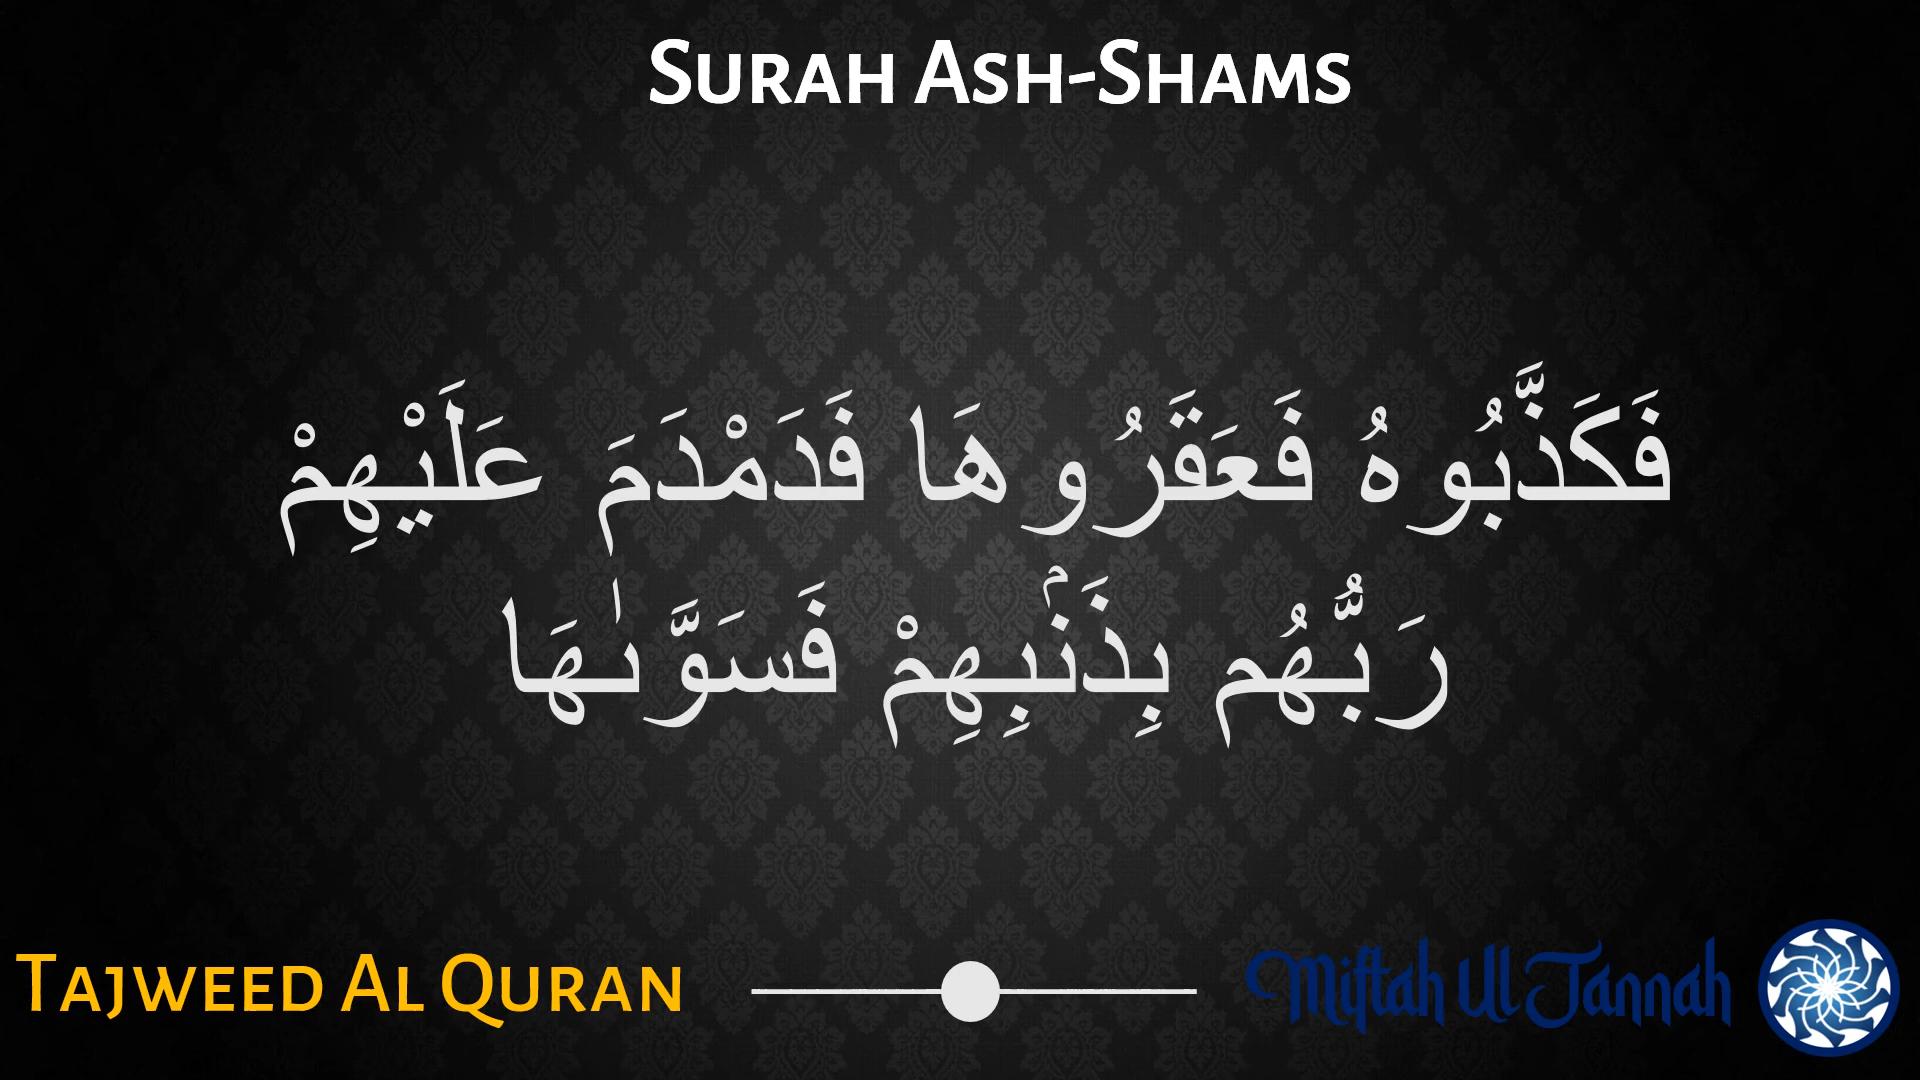 Surah Ash-Shams
فَكَذَّبُوهُ فَعَقَرُوهَا فَدَمْدَمَ عَلَيْهِمْ
رَبُّهُم بِذَنۢبِهِمْ فَسَوَّىٰهَا
Tajweed Al Quran
Miftah Ul Jannah